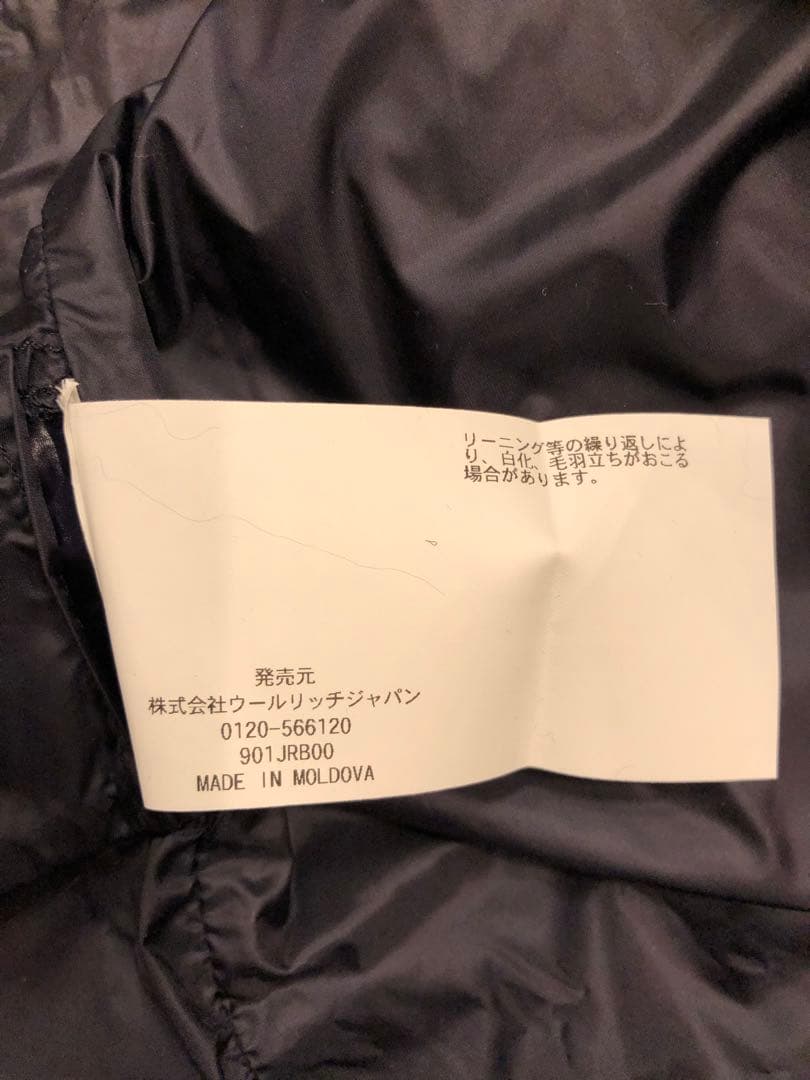 リーニング等の繰り返しによ
り、白化、毛羽立ちがおこる
場合があります。
発売元
株式会社ウールリッチジャパン
0120-566120
901JRB00
MADE IN MOLDOVA